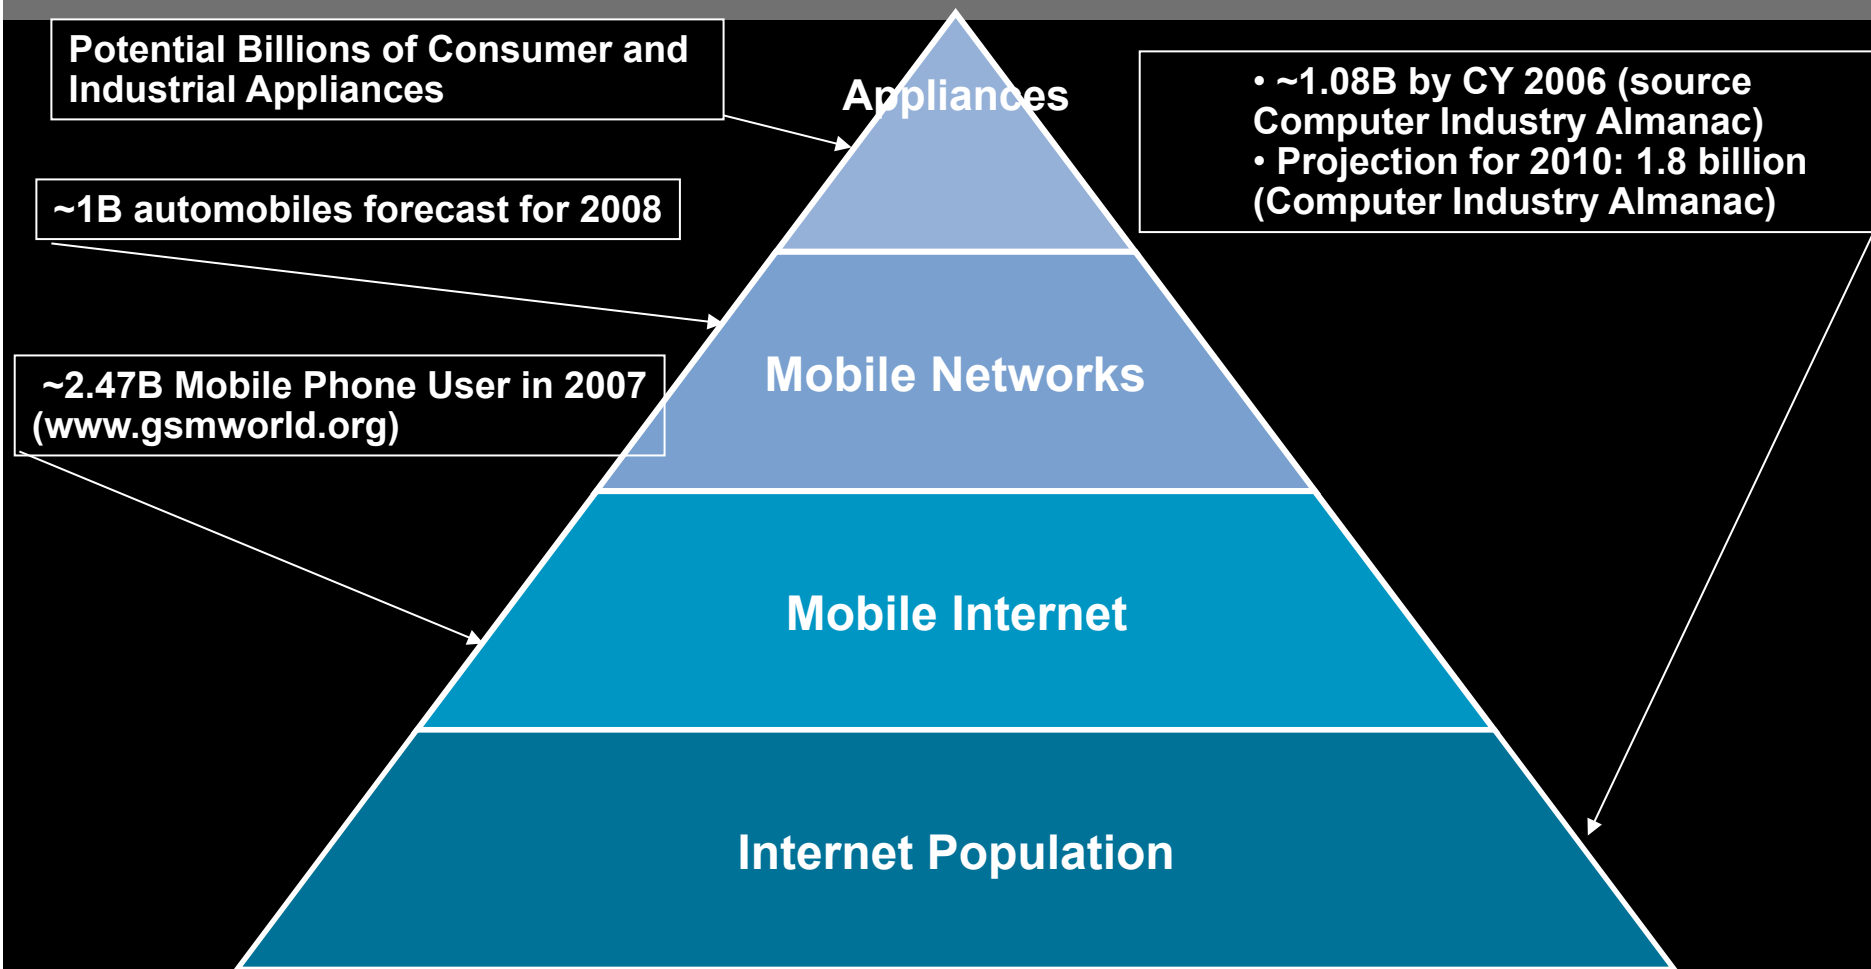 Potential Billions of Consumer and
Industrial Appliances
Appliances
• ~1.08B by CY 2006 (source
Computer Industry Almanac)
• Projection for 2010: 1.8 billion
(Computer Industry Almanac)
~1B automobiles forecast for 2008
~2.47B Mobile Phone User in 2007
(www.gsmworld.org)
Mobile Networks
Mobile Internet
Internet Population